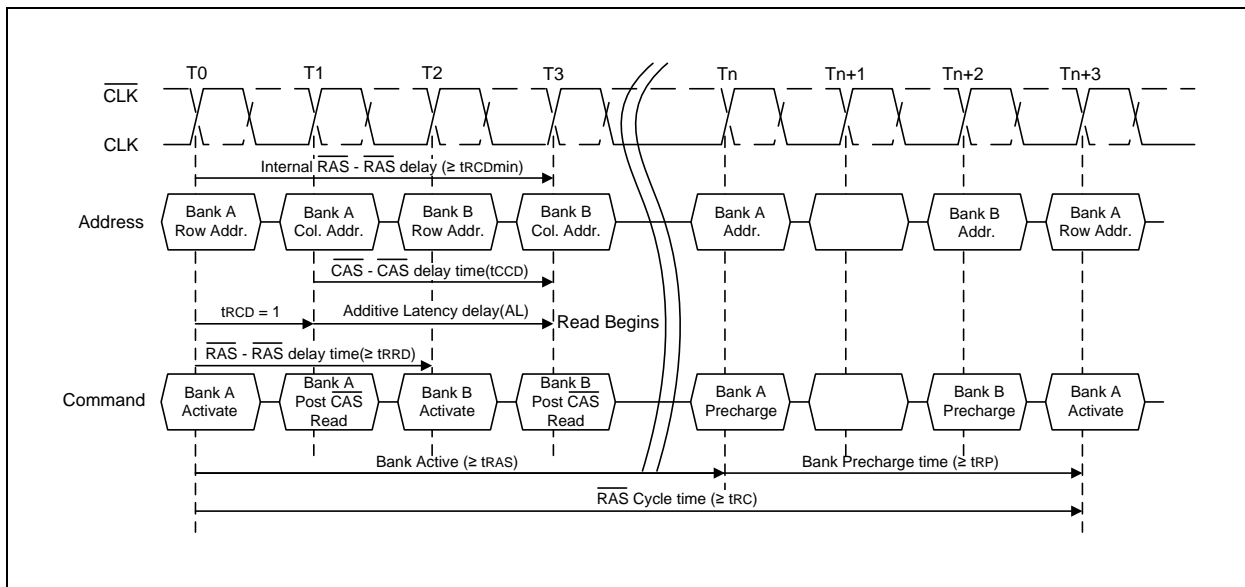 T0 T1 T2 T3 Tn Tn+1 Tn+2 Tn+3
CLK
CLK
Internal RAS - RAS delay (≥ tRCDmin)
Address
Bank A
Row Addr.
Bank A
Col. Addr.
Bank B
Row Addr.
Bank B
Col. Addr.
Bank A
Addr.
Bank B
Addr.
Bank A
Row Addr.
CAS - CAS delay time(tCCD)
tRCD = 1
Additive Latency delay(AL)
Read Begins
RAS - RAS delay time(≥ tRRD)
Command
Bank A
Activate
Bank A
Post CAS
Read
Bank B
Activate
Bank B
Post CAS
Read
Bank A
Precharge
Bank B
Precharge
Bank A
Activate
Bank Active (≥ tRAS)
Bank Precharge time (≥ tRP)
RAS Cycle time (≥ tRC)